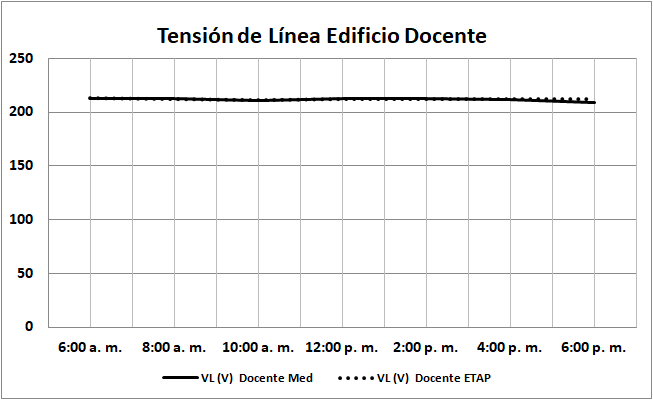 Tensión de Línea Edificio Docente
250
200
150
100
50
0
6:00 a. m. 8:00 a. m. 10:00 a. m. 12:00 p. m. 2:00 p. m. 4:00 p. m. 6:00 p. m.
VL (V) Docente Med VL (V) Docente ETAP